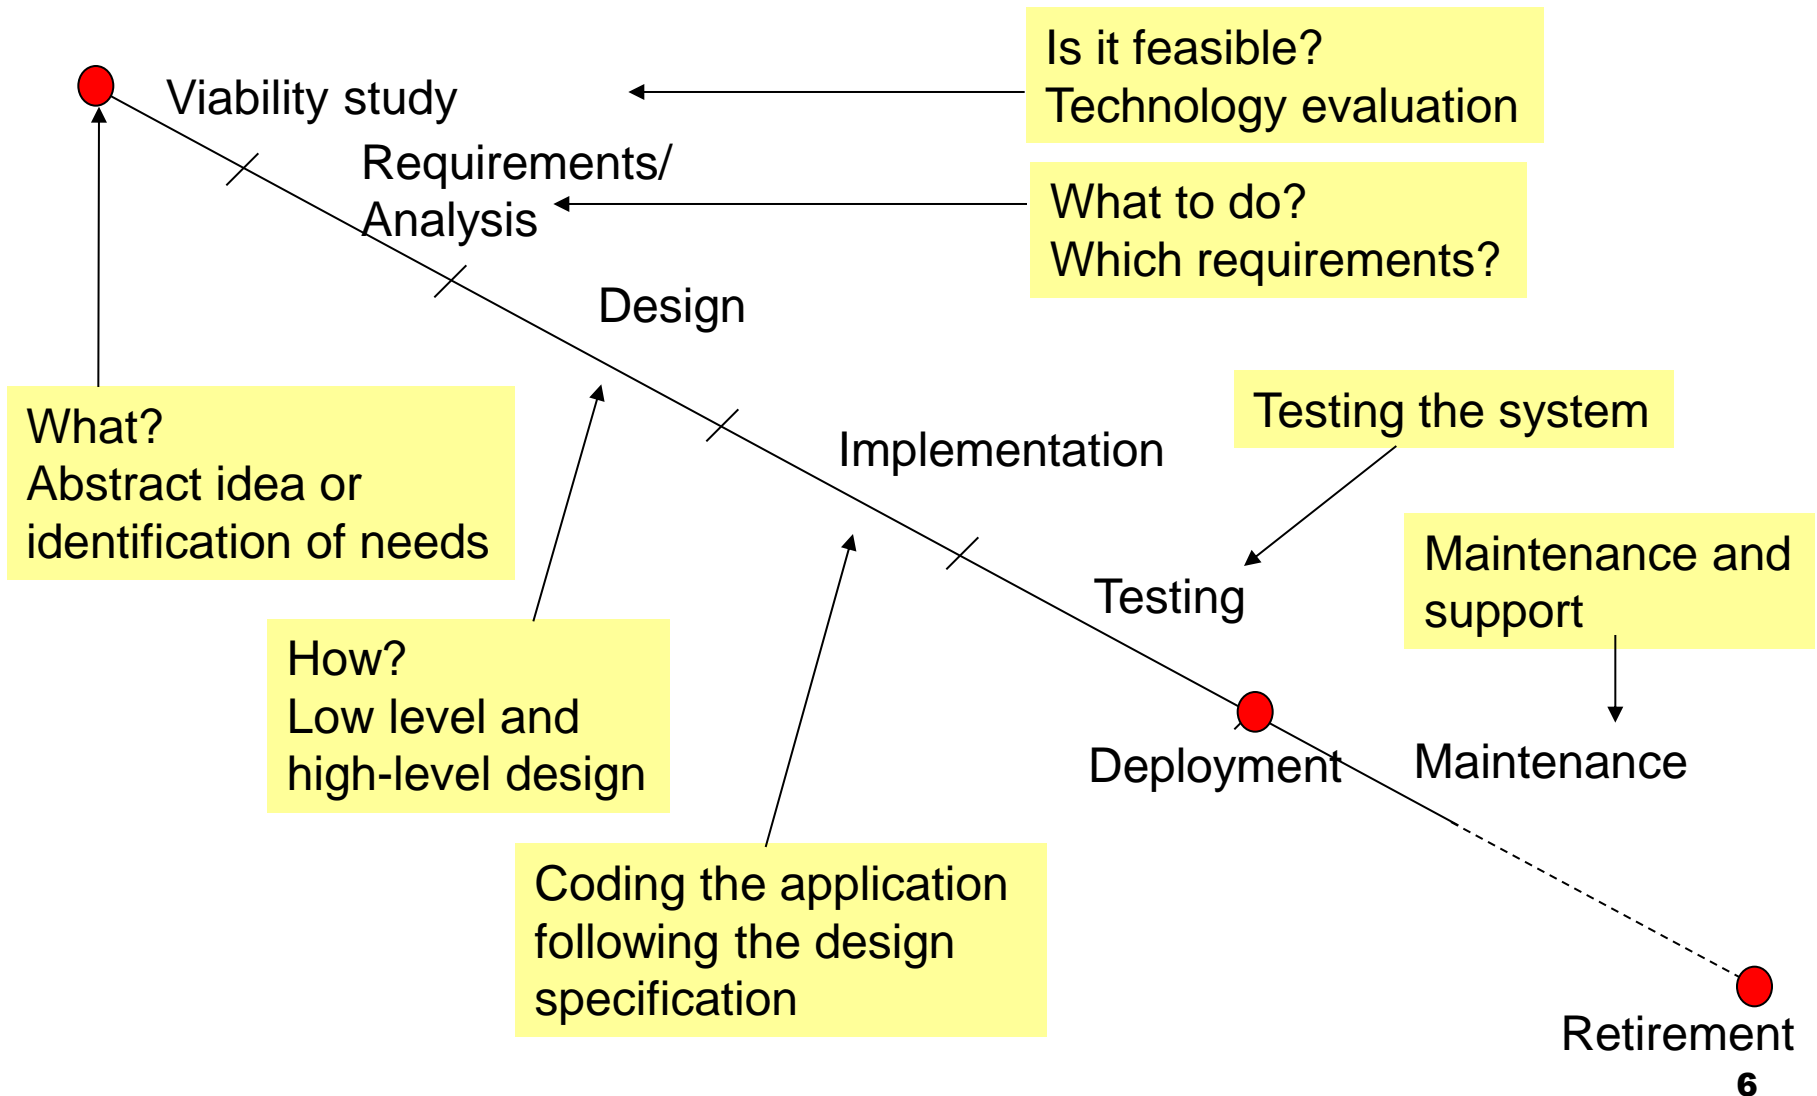 Is it feasible?
Technology evaluation
Viability study
Requirements/
Analysis
What to do?
Which requirements?
Design
What?
Abstract idea or
identification of needs
Testing the system
Implementation
Maintenance and
support
Testing
How?
Low level and
high-level design
Deployment
Maintenance
Coding the application
following the design
specification
Retirement
6